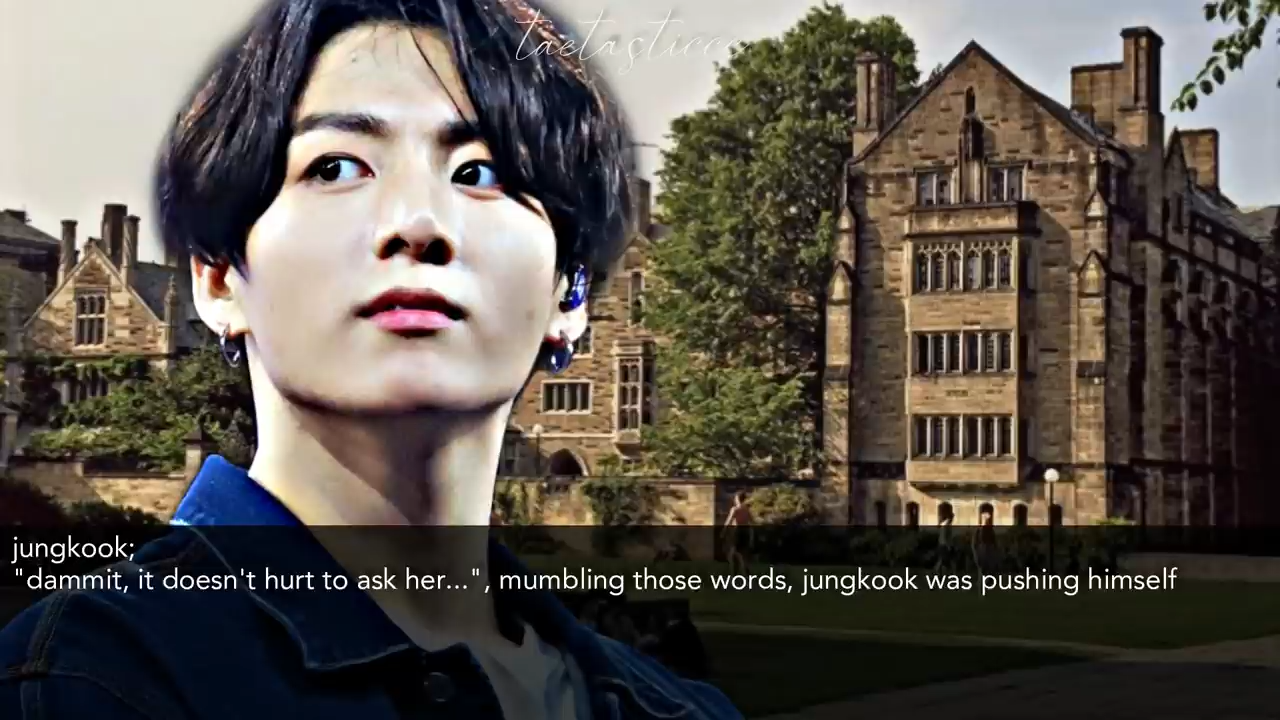 taetasticcc
jungkook;
"dammit, it doesn't hurt to ask her...", mumbling those words, jungkook was pushing himself